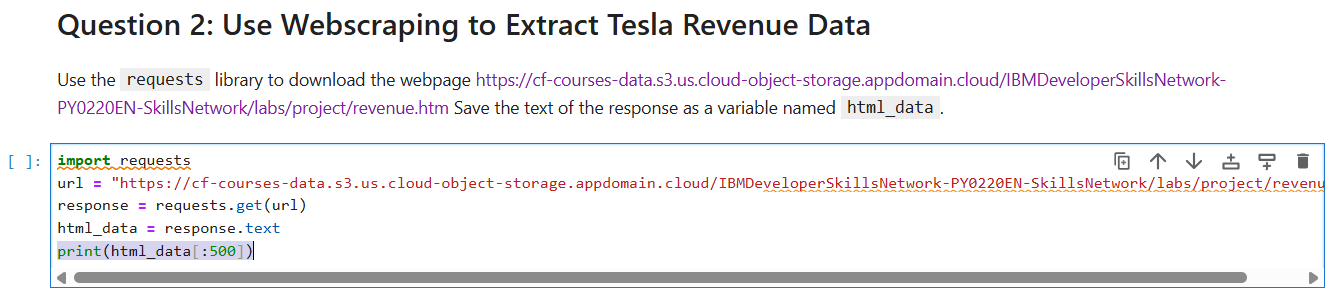 Question 2: Use Webscraping to Extract Tesla Revenue Data
Use the requests library to download the webpage https://cf-courses-data.s3.us.cloud-object-storage.appdomain.cloud/IBMDeveloperSkillsNetwork-
PY0220EN-SkillsNetwork/labs/project/revenue.htm Save the text of the response as a variable named html_data.
[ ]: import requests
url = "https://cf-courses-data.s3.us.cloud-object-storage.appdomain.cloud/IBMDeveloperSkillsNetwork-PY0220EN-SkillsNetwork/labs/project/revenu
response = requests.get(url)
html_data = response.text
print(html_data[:500])